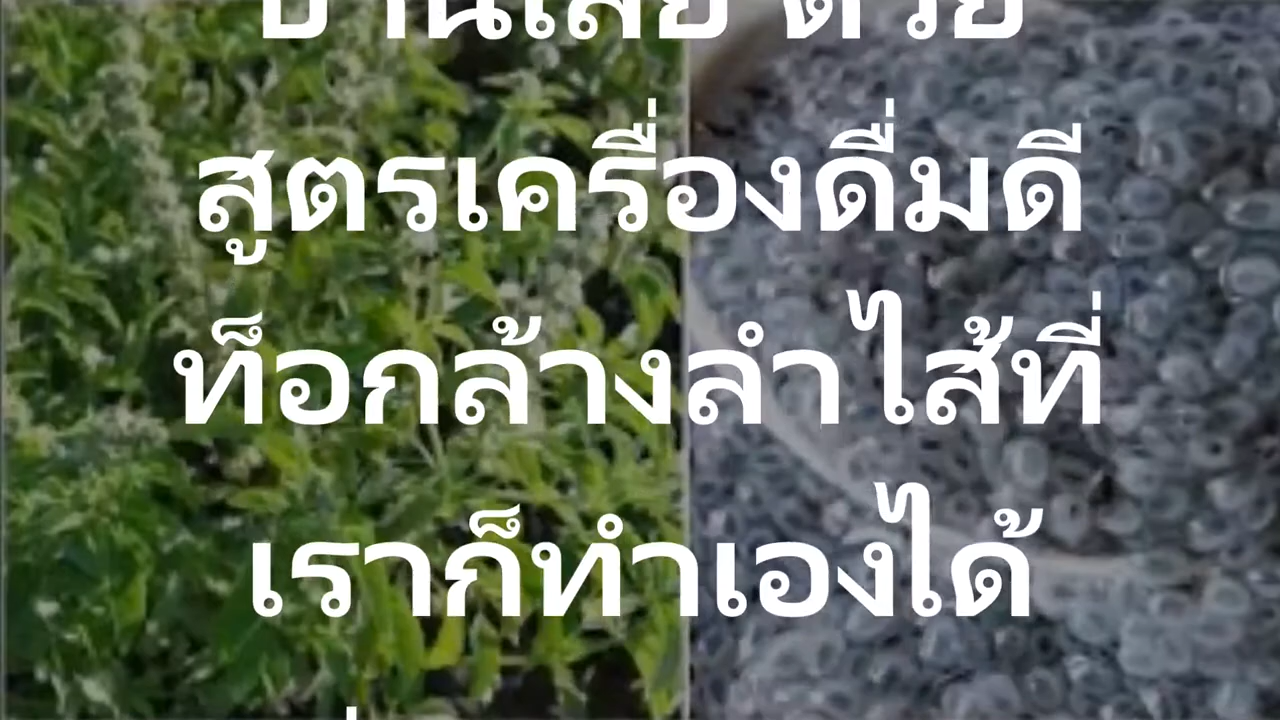 สูตรเครื่องดื่มดี
ท็อกล้างลำไส้ที่
เราก็ทำเองได้